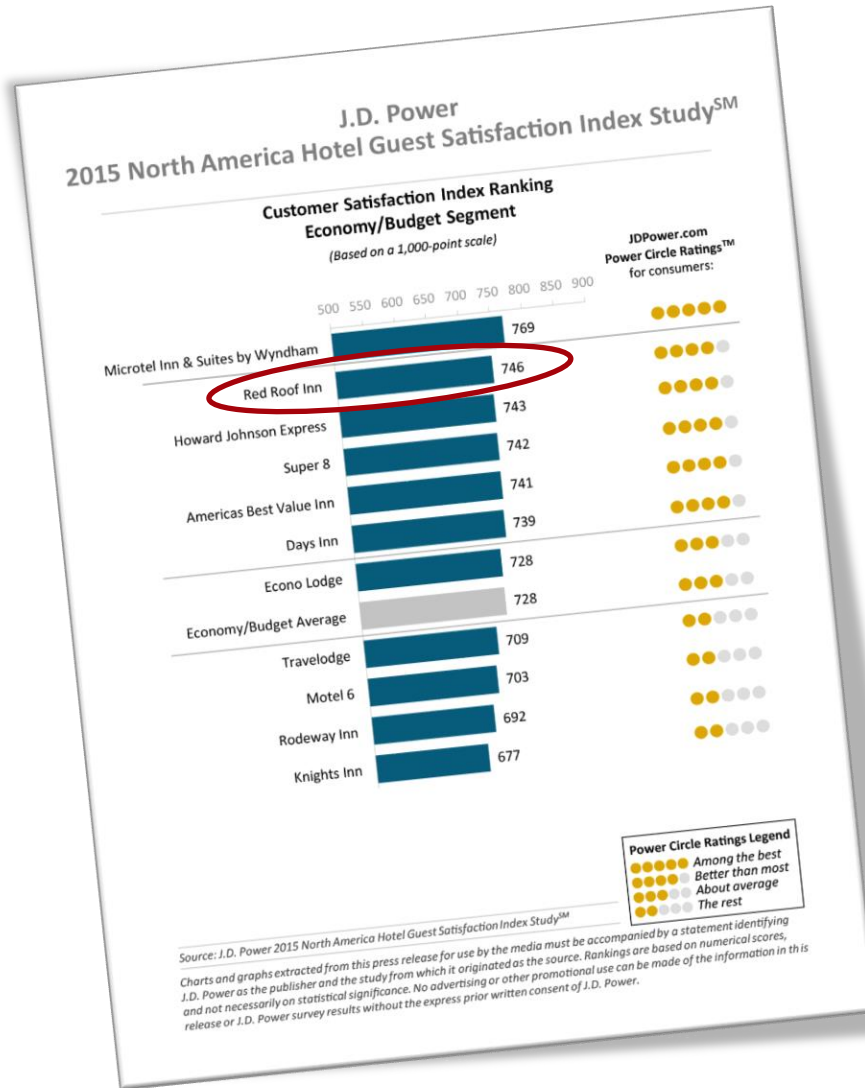 J.D. Power
2015 North America Hotel Guest Satisfaction Index StudySM
Customer Satisfaction Index Ranking
Economy/Budget Segment
(Based on a 1,000-point scale)
JDPower.com
Power Circle RatingsTM
for consumers:
500 550 600 650 700 750 800 850 900
Microtel Inn & Suites by Wyndham 769
Red Roof Inn 746
Howard Johnson Express 743
Super 8 742
Americas Best Value Inn 741
Days Inn 739
Econo Lodge 728
Economy/Budget Average 728
Travelodge 709
Motel 6 703
Rodeway Inn 692
Knights Inn 677
Power Circle Ratings Legend
Among the best
Better than most
About average
The rest
Source: J.D. Power 2015 North America Hotel Guest Satisfaction Index StudySM
Charts and graphs extracted from this press release for use by the media must be accompanied by a statement identifying
J.D. Power as the publisher and the study from which it originated as the source. Rankings are based on numerical scores,
and not necessarily on statistical significance. No advertising or other promotional use can be made of the information in this
release or J.D. Power survey results without the express prior written consent of J.D. Power.